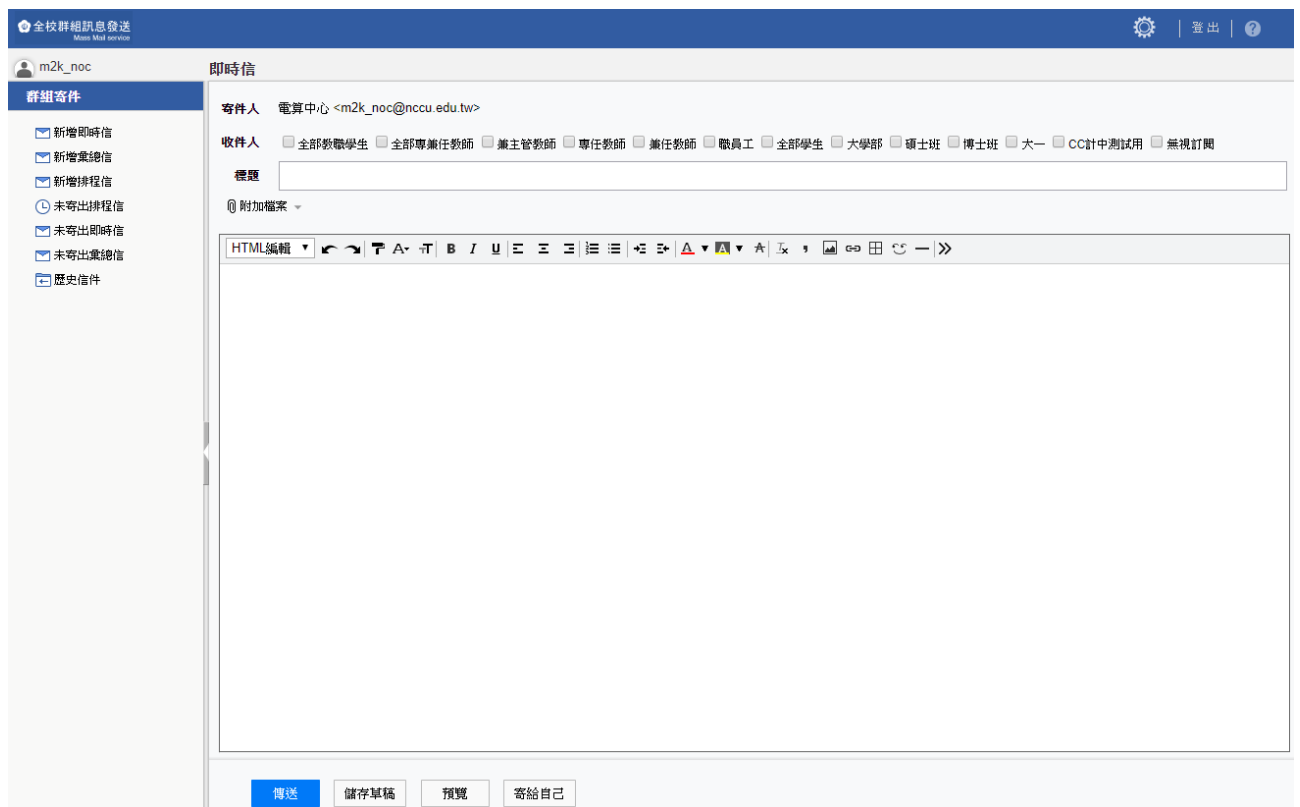 全校群組訊息發送
Mass Mail service
登出
m2k_noc
即時信
群組寄件
新增即時信
新增彙總信
新增排程信
未寄出排程信
未寄出即時信
未寄出彙總信
歷史信件
寄件人 電算中心 <m2k_noc@nccu.edu.tw>
收件人 全部教職學生 全部專兼任教師 兼主管教師 專任教師 兼任教師 職員工 全部學生 大學部 碩士班 博士班 大一 CC計中測試用 無視訂閱
標題
附加檔案
HTML編輯
傳送 儲存草稿 預覽 寄給自己